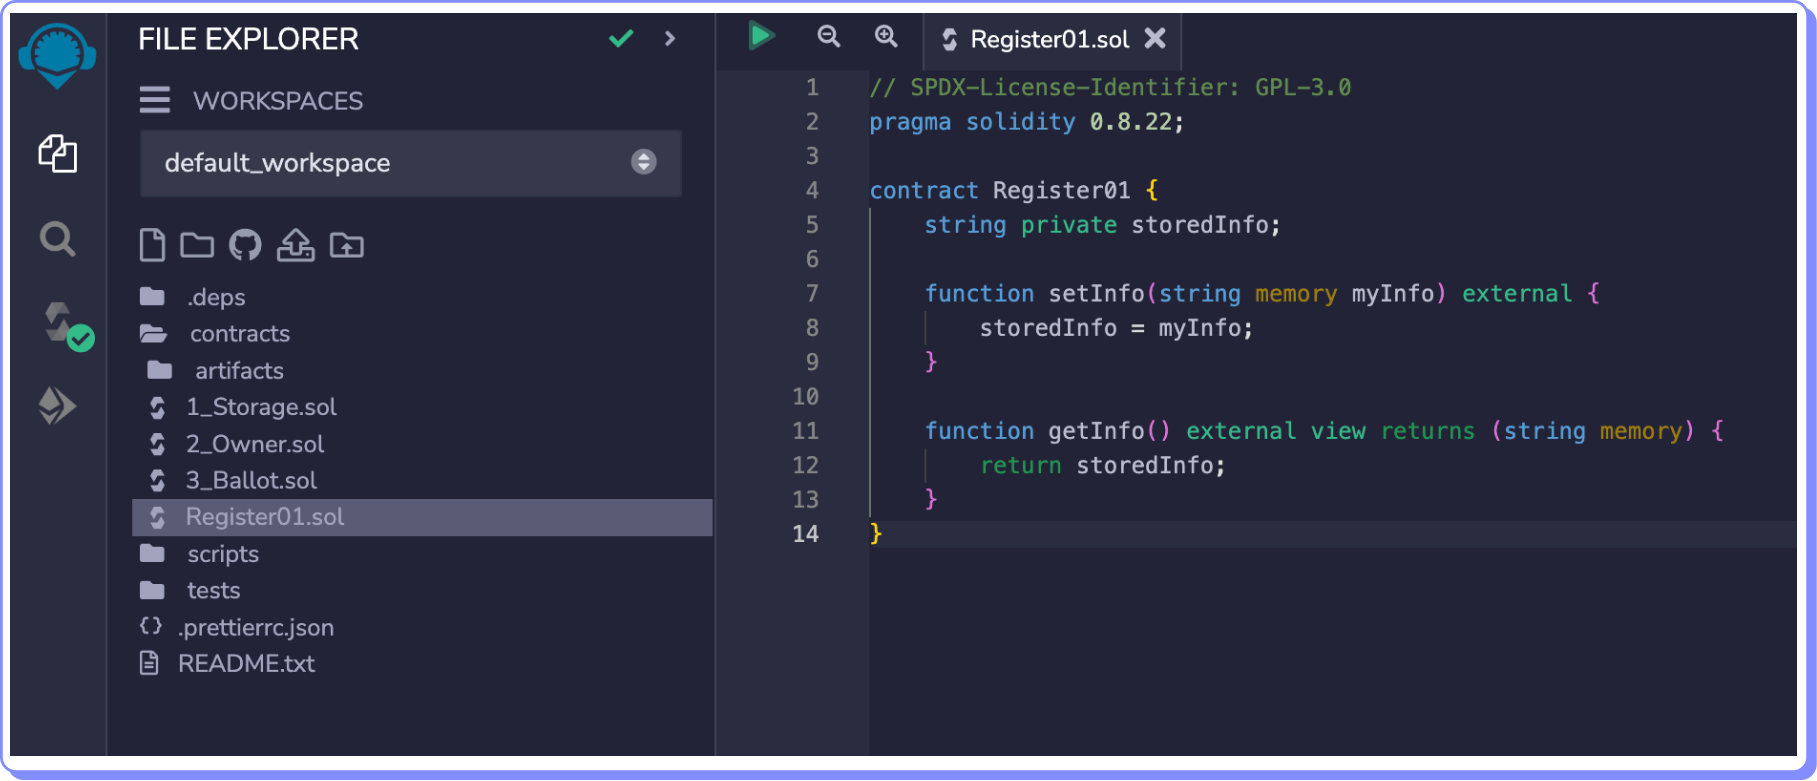 FILE EXPLORER
WORKSPACES
default_workspace
.deps
contracts
artifacts
1_Storage.sol
2_Owner.sol
3_Ballot.sol
Register01.sol
scripts
tests
.prettierrc.json
README.txt
Register01.sol
1 // SPDX-License-Identifier: GPL-3.0
2 pragma solidity 0.8.22;
3
4 contract Register01 {
5     string private storedInfo;
6
7     function setInfo(string memory myInfo) external {
8         storedInfo = myInfo;
9     }
10
11     function getInfo() external view returns (string memory) {
12         return storedInfo;
13     }
14 }